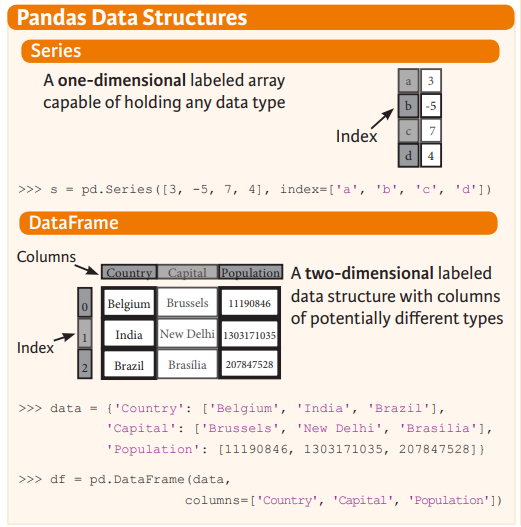 Pandas Data Structures
Series
A one-dimensional labeled array
capable of holding any data type
a 3
b -5
c 7
d 4
Index
>>> s = pd.Series([3, -5, 7, 4], index=['a', 'b', 'c', 'd'])
DataFrame
Columns
Country Capital Population
0 Belgium Brussels 11190846
1 India New Delhi 1303171035
2 Brazil Brasília 207847528
Index
A two-dimensional labeled
data structure with columns
of potentially different types
>>> data = {'Country': ['Belgium', 'India', 'Brazil'],
'Capital': ['Brussels', 'New Delhi', 'Brasília'],
'Population': [11190846, 1303171035, 207847528]}
>>> df = pd.DataFrame(data,
columns=['Country', 'Capital', 'Population'])